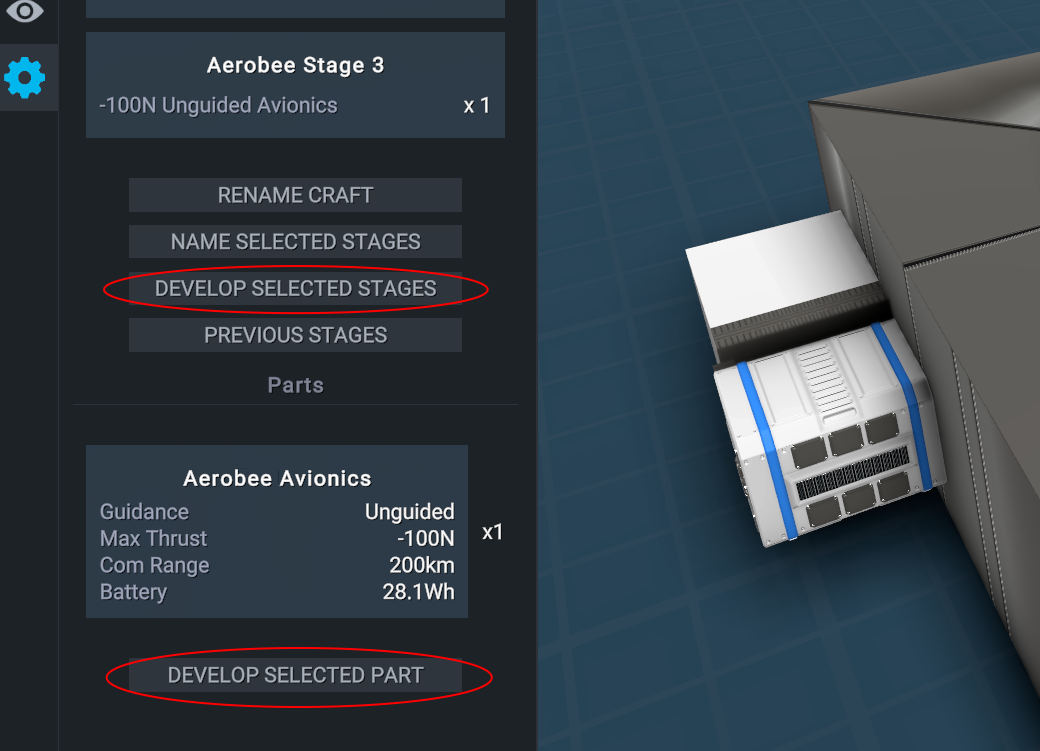 Aerobee Stage 3
-100N Unguided Avionics x 1
RENAME CRAFT
NAME SELECTED STAGES
DEVELOP SELECTED STAGES
PREVIOUS STAGES
Parts
Aerobee Avionics
Guidance Unguided
Max Thrust -100N
x1
Com Range 200km
Battery 28.1Wh
DEVELOP SELECTED PART